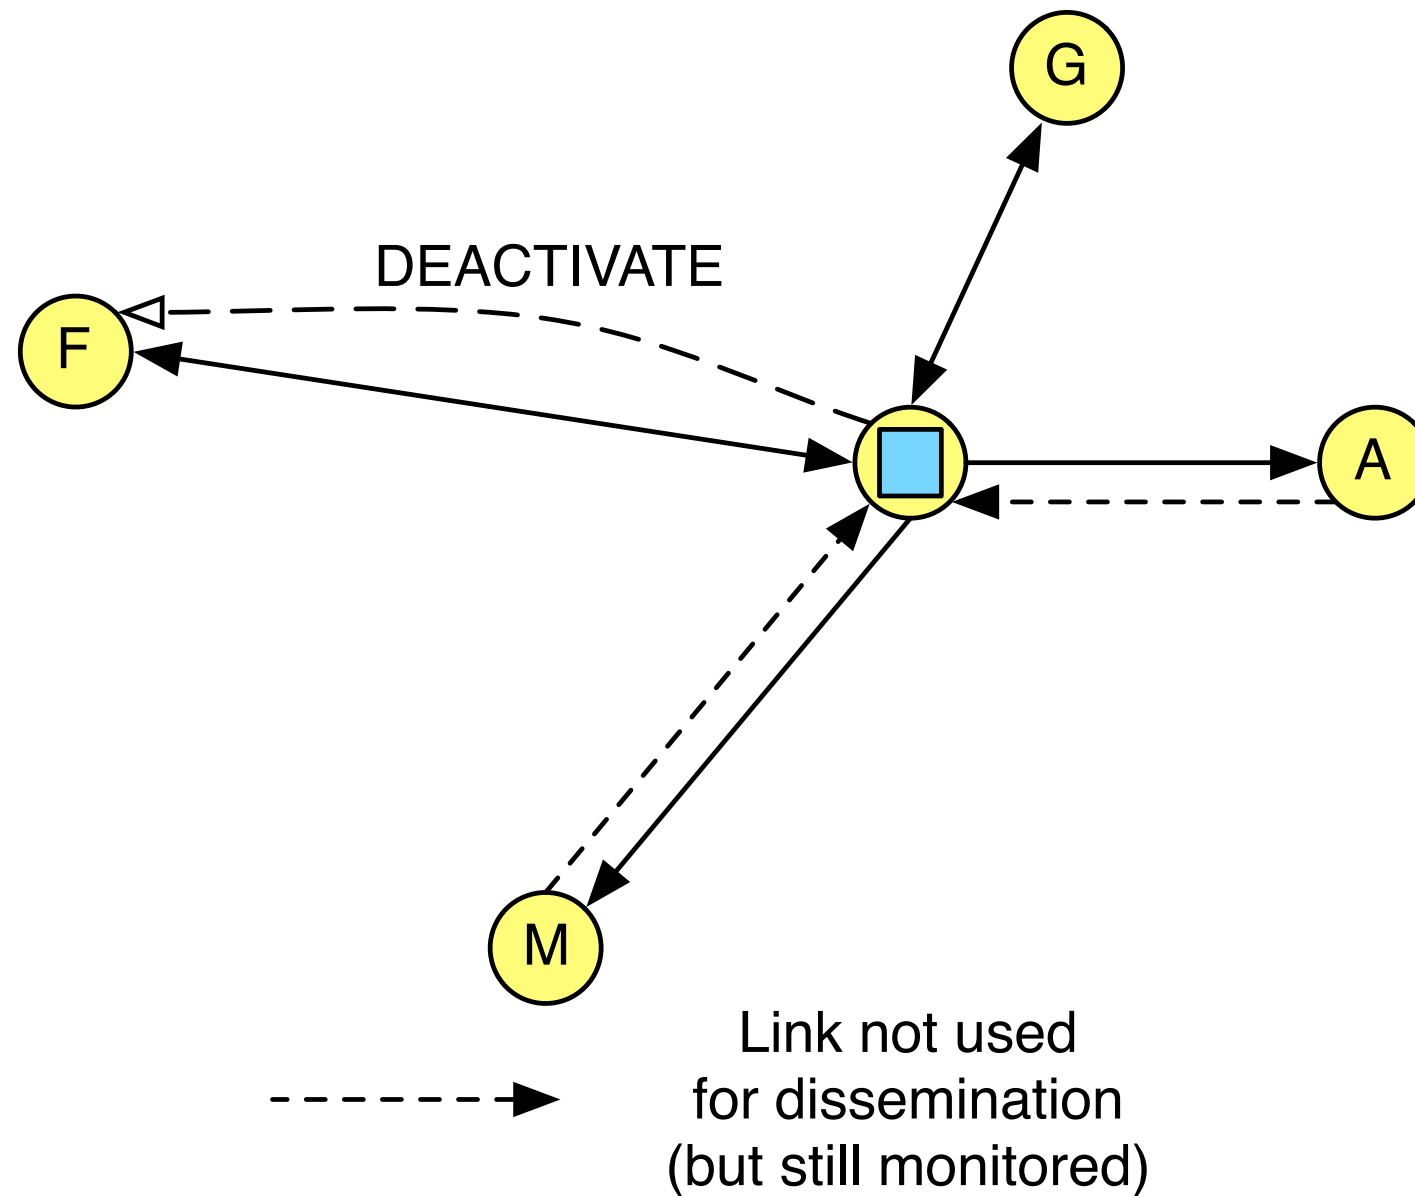 G
DEACTIVATE
F
A
M
Link not used
for dissemination
(but still monitored)